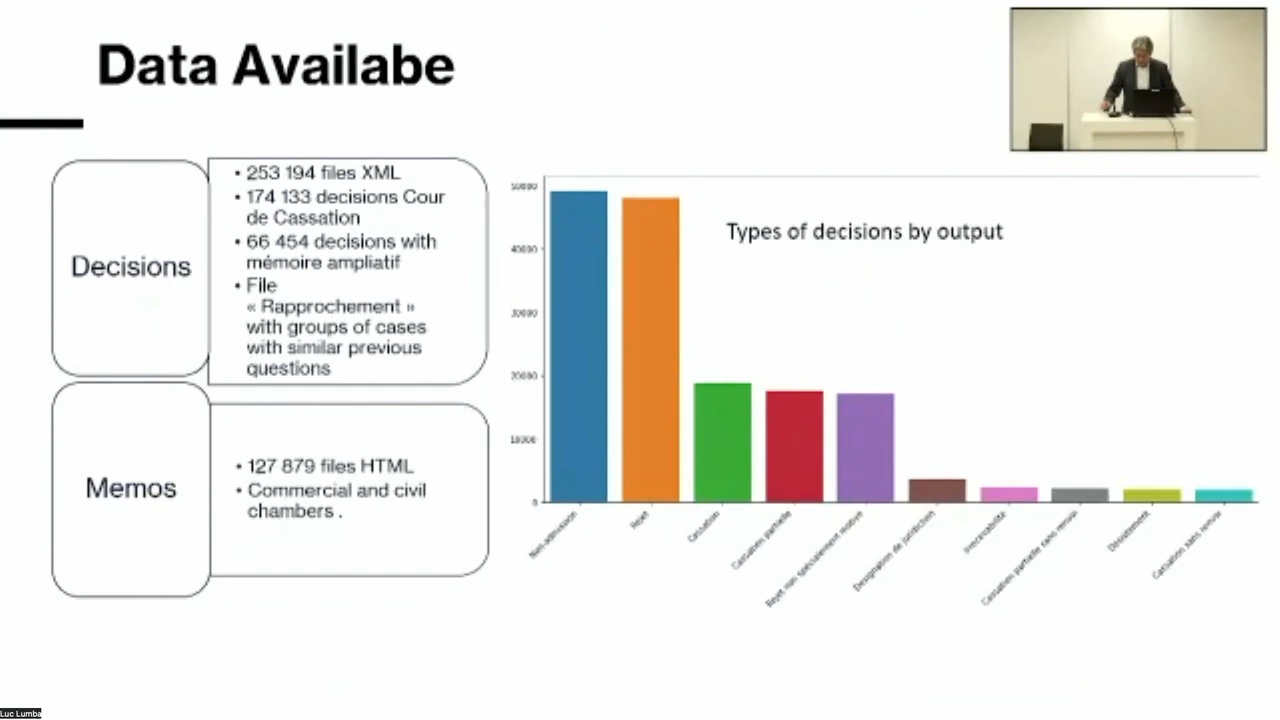 Data Availabe
Decisions
• 253 194 files XML
• 174 133 decisions Cour
de Cassation
• 66 454 decisions with
mémoire ampliatif
• File
« Rapprochement »
with groups of cases
with similar previous
questions
Memos
• 127 879 files HTML
• Commercial and civil
chambers .
Types of decisions by output
50000
40000
30000
20000
10000
0
Non-admission
Rejet
Cassation
Cassation partielle
Rejet non spécialement motivé
Désignation de juridiction
Irrecevabilité
Cassation partielle sans renvoi
Désistement
Cassation sans renvoi
Luc Lumba